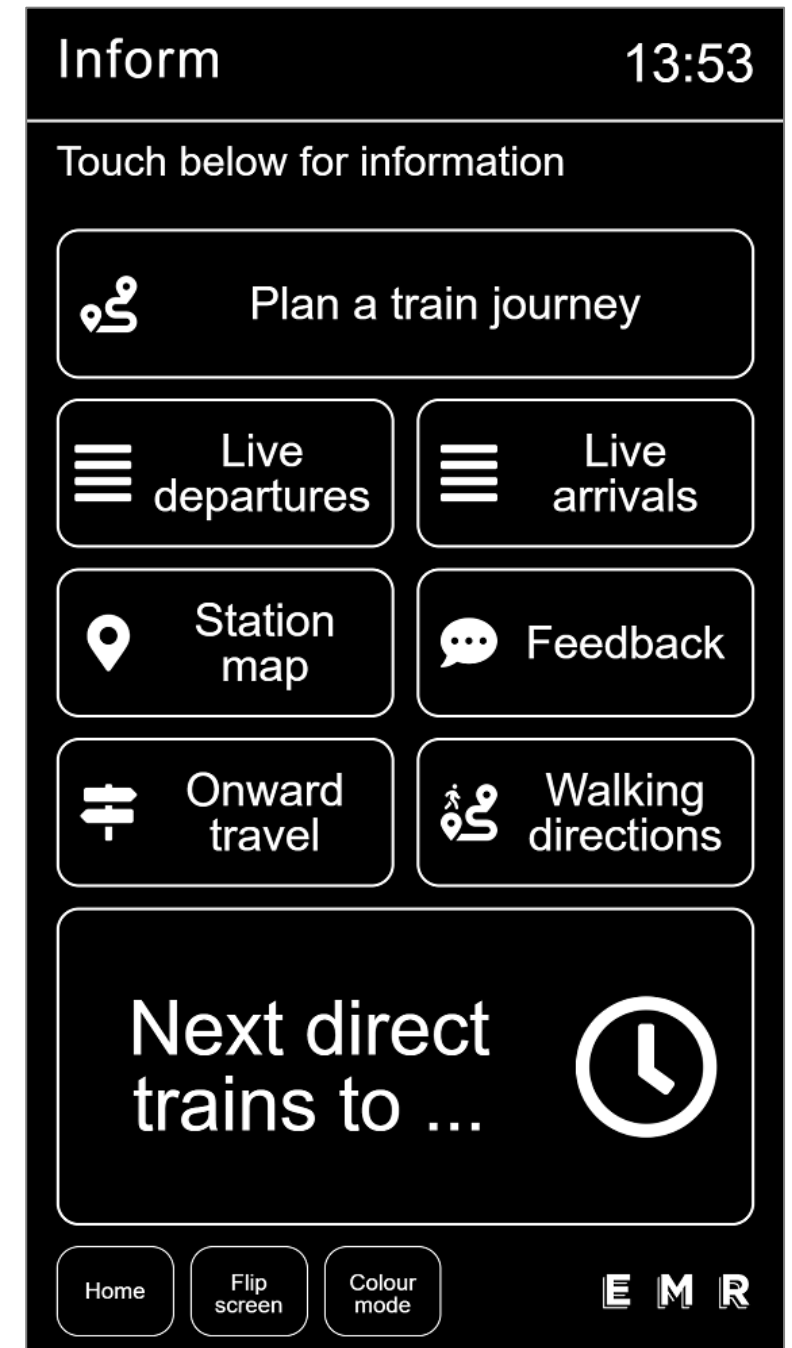 Inform
13:53
Touch below for information
Plan a train journey
Live
departures
Live
arrivals
Station
map
Feedback
Onward
travel
Walking
directions
Next direct
trains to ...
Home
Flip
screen
Colour
mode
EMR